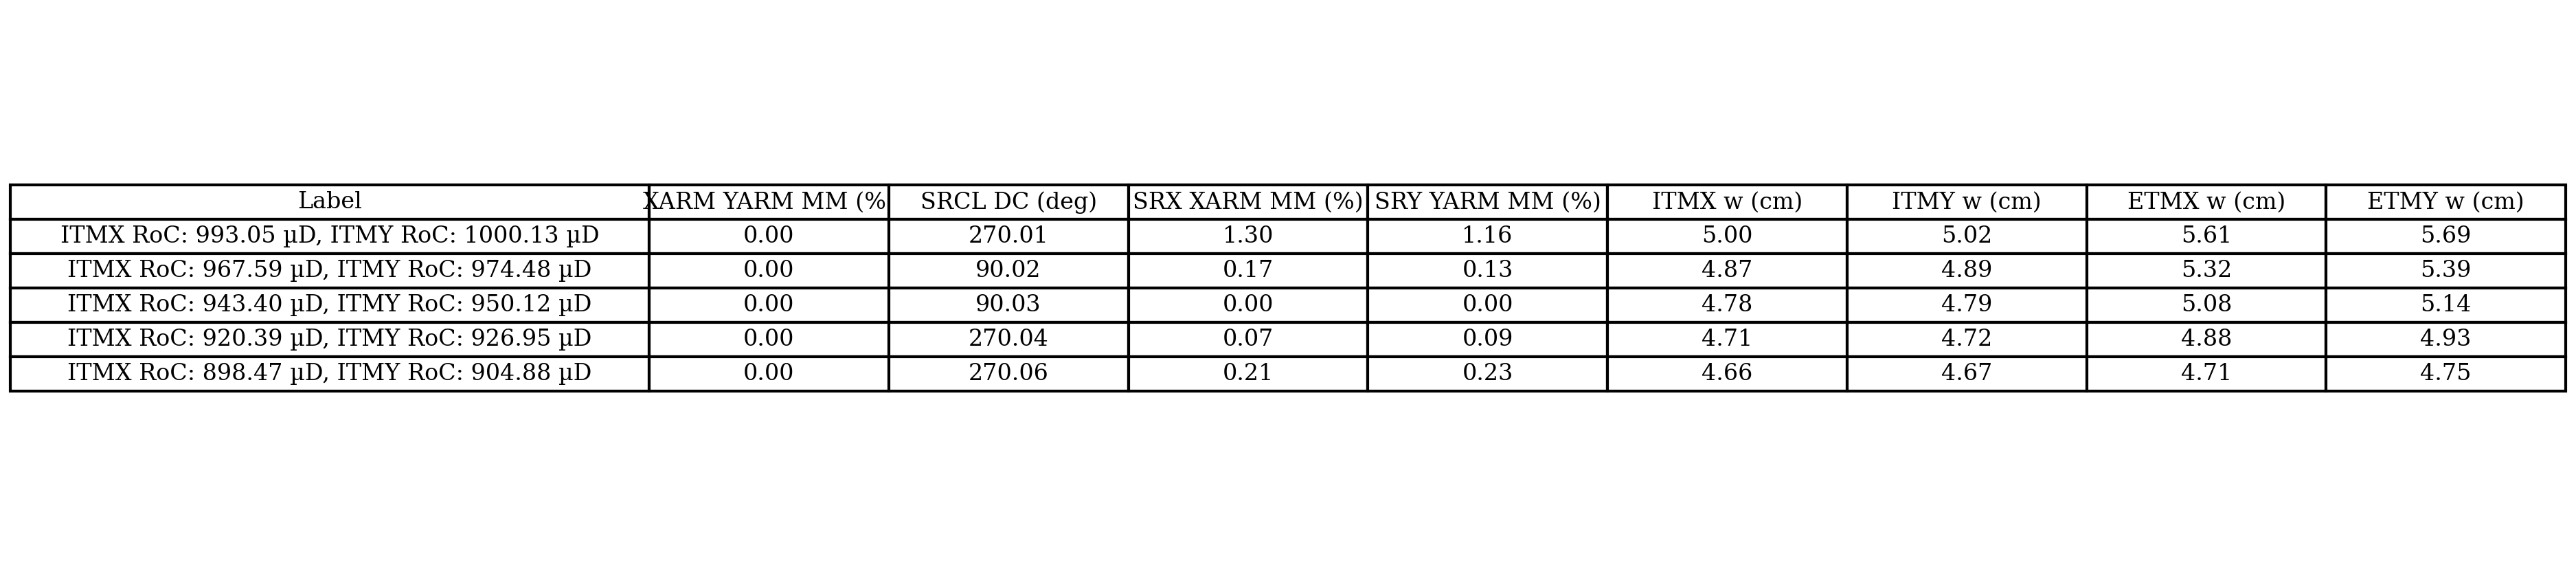 Label XARM YARM MM (% SRCL DC (deg) SRX XARM MM (%) SRY YARM MM (%) ITMX w (cm) ITMY w (cm) ETMX w (cm) ETMY w (cm)
ITMX RoC: 993.05 µD, ITMY RoC: 1000.13 µD 0.00 270.01 1.30 1.16 5.00 5.02 5.61 5.69
ITMX RoC: 967.59 µD, ITMY RoC: 974.48 µD 0.00 90.02 0.17 0.13 4.87 4.89 5.32 5.39
ITMX RoC: 943.40 µD, ITMY RoC: 950.12 µD 0.00 90.03 0.00 0.00 4.78 4.79 5.08 5.14
ITMX RoC: 920.39 µD, ITMY RoC: 926.95 µD 0.00 270.04 0.07 0.09 4.71 4.72 4.88 4.93
ITMX RoC: 898.47 µD, ITMY RoC: 904.88 µD 0.00 270.06 0.21 0.23 4.66 4.67 4.71 4.75